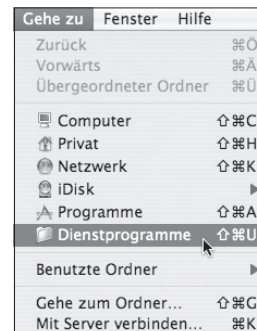 Gehe zu Fenster Hilfe
Zurück ⌘Ö
Vorwärts ⌘Ä
Übergeordneter Ordner ⌘Ü
Computer ⇧⌘C
Privat ⇧⌘H
Netzwerk ⇧⌘K
iDisk
Programme ⇧⌘A
Dienstprogramme ⇧⌘U
Benutzte Ordner
Gehe zum Ordner... ⇧⌘G
Mit Server verbinden... ⌘K